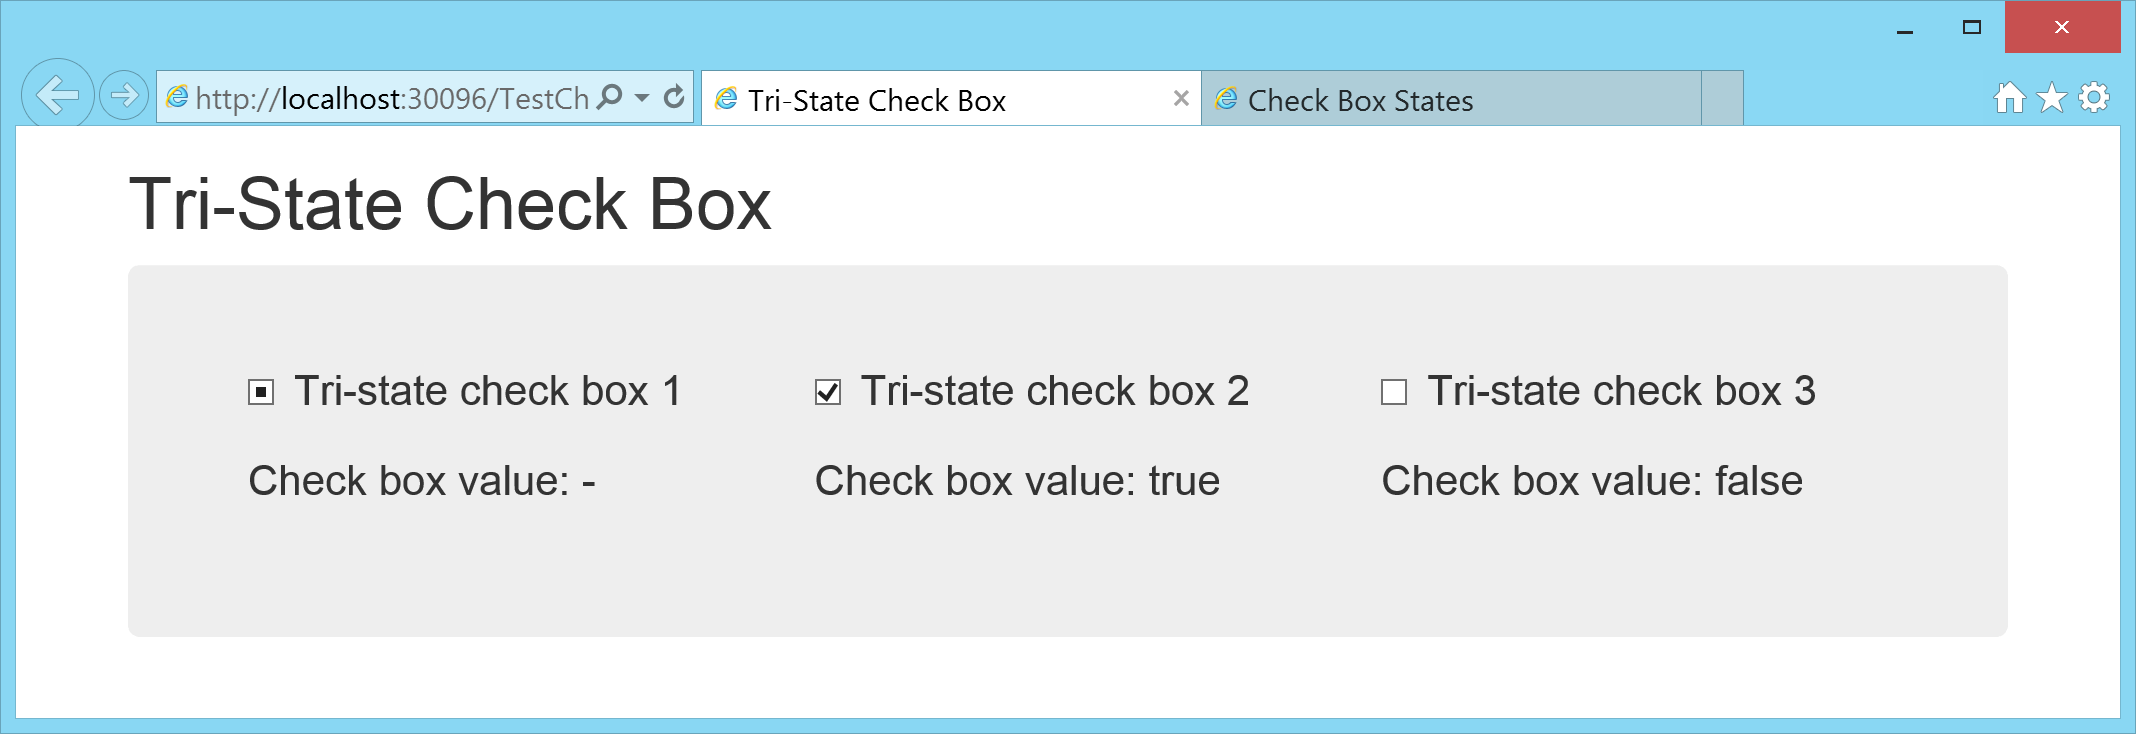 http://localhost:30096/TestCh
Tri-State Check Box
Check Box States
Tri-State Check Box
Tri-state check box 1
Tri-state check box 2
Tri-state check box 3
Check box value: -
Check box value: true
Check box value: false